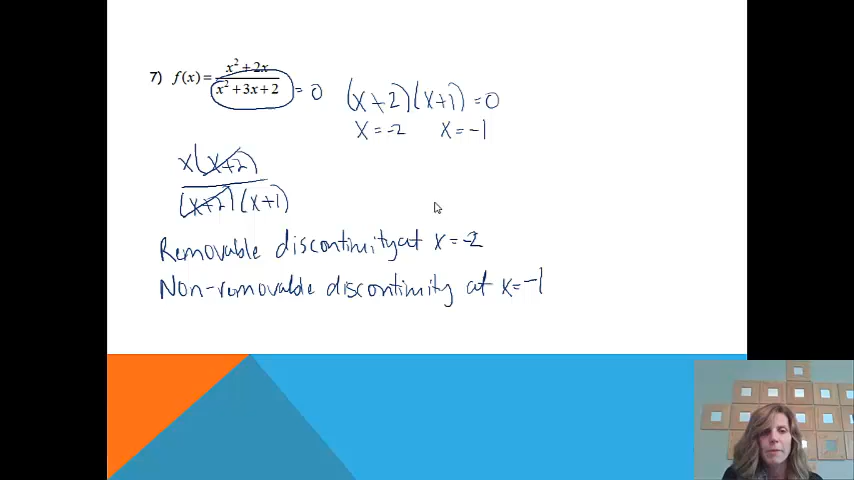 7) f(x) = (x² + 2x)/(x² + 3x + 2) = 0 (x+2)(x+1) = 0
x = -2 x = -1
x(x+2)
(x+2)(x+1)
Removable discontinuity at x = -2
Non-removable discontinuity at x = -1